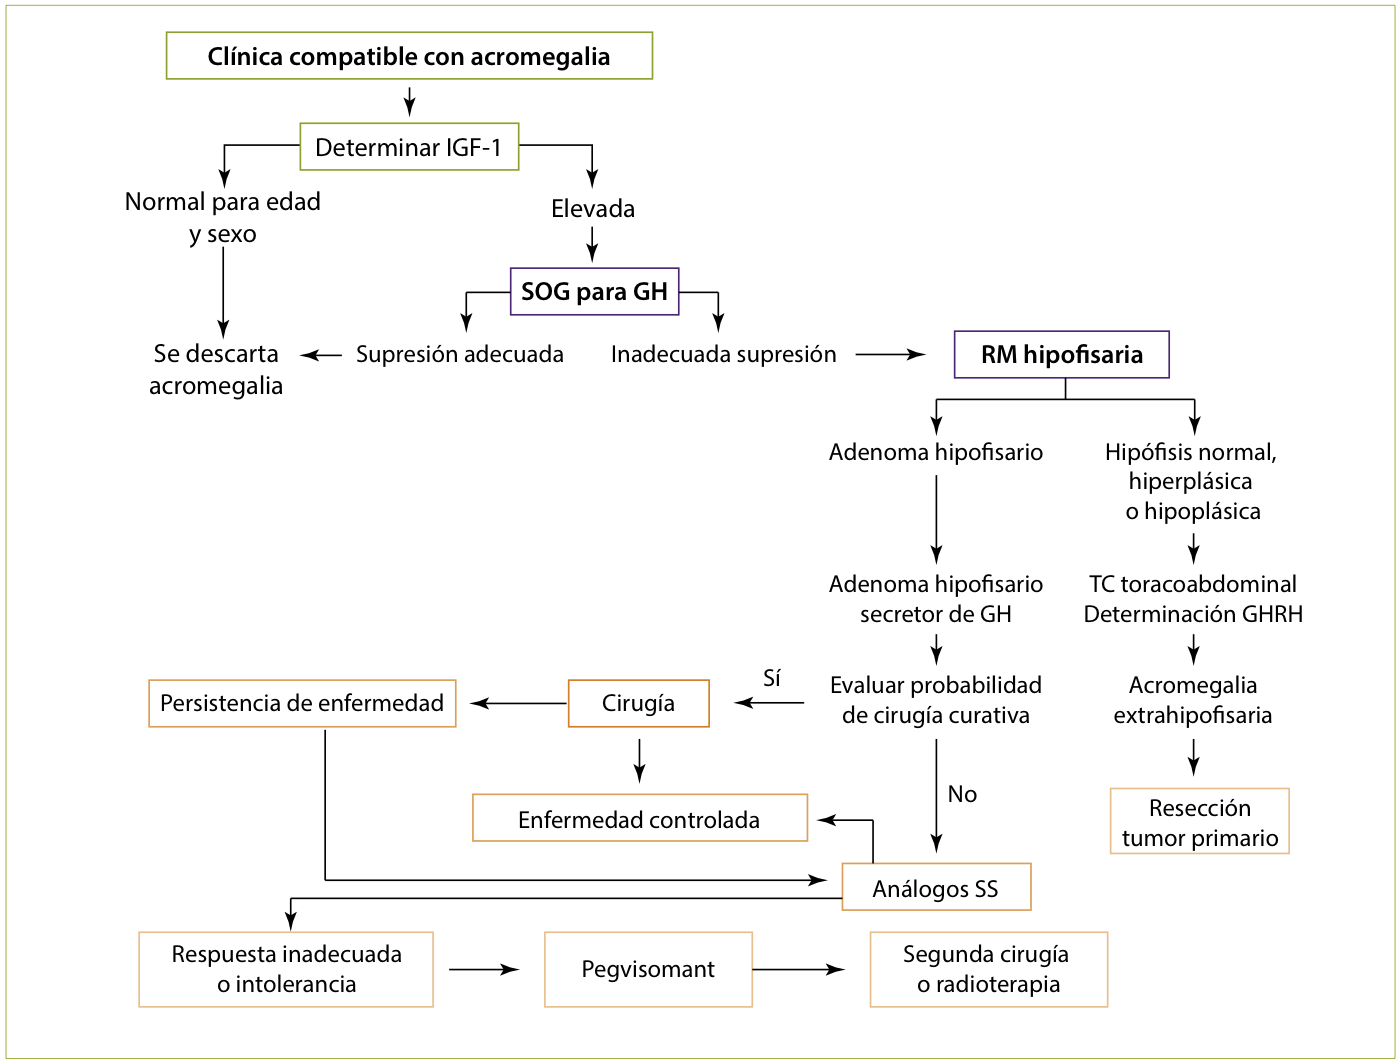 Clínica compatible con acromegalia
Determinar IGF-1
Normal para edad
y sexo
Elevada
SOG para GH
Se descarta
acromegalia
Supresión adecuada
Inadecuada supresión
RM hipofisaria
Adenoma hipofisario
Hipófisis normal,
hiperplásica
o hipoplásica
Adenoma hipofisario
secretor de GH
TC toracoabdominal
Determinación GHRH
Evaluar probabilidad
de cirugía curativa
Sí
Cirugía
Persistencia de enfermedad
Acromegalia
extrahipofisaria
No
Enfermedad controlada
Resección
tumor primario
Análogos SS
Respuesta inadecuada
o intolerancia
Pegvisomant
Segunda cirugía
o radioterapia